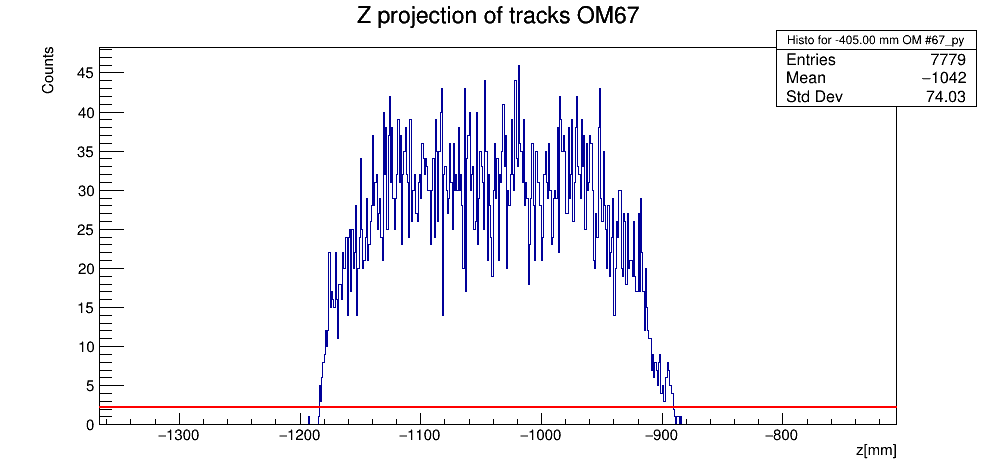 Z projection of tracks OM67
Histo for -405.00 mm OM #67_py
Entries 7779
Mean −1042
Std Dev 74.03
Counts
45
40
35
30
25
20
15
10
5
0
−1300 −1200 −1100 −1000 −900 −800
z[mm]